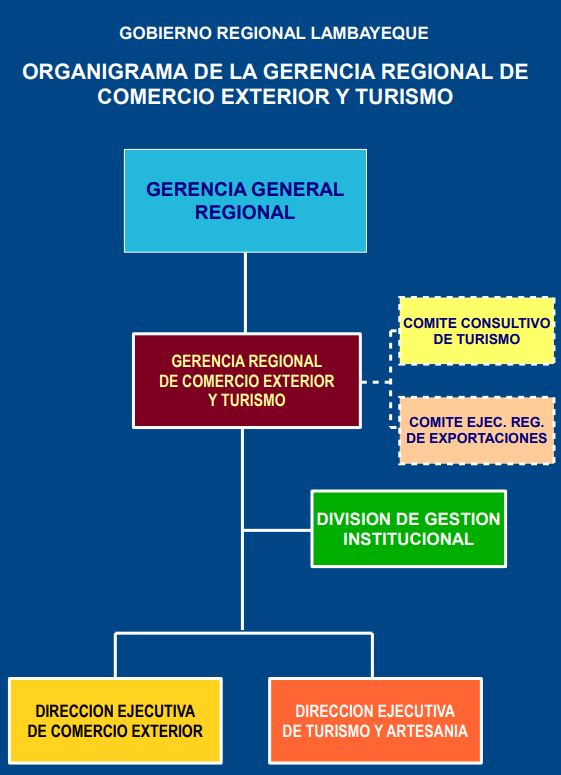 GOBIERNO REGIONAL LAMBAYEQUE
ORGANIGRAMA DE LA GERENCIA REGIONAL DE
COMERCIO EXTERIOR Y TURISMO
GERENCIA GENERAL
REGIONAL
COMITE CONSULTIVO
DE TURISMO
GERENCIA REGIONAL
DE COMERCIO EXTERIOR
Y TURISMO
COMITE EJEC. REG.
DE EXPORTACIONES
DIVISION DE GESTION
INSTITUCIONAL
DIRECCION EJECUTIVA
DE COMERCIO EXTERIOR
DIRECCION EJECUTIVA
DE TURISMO Y ARTESANIA